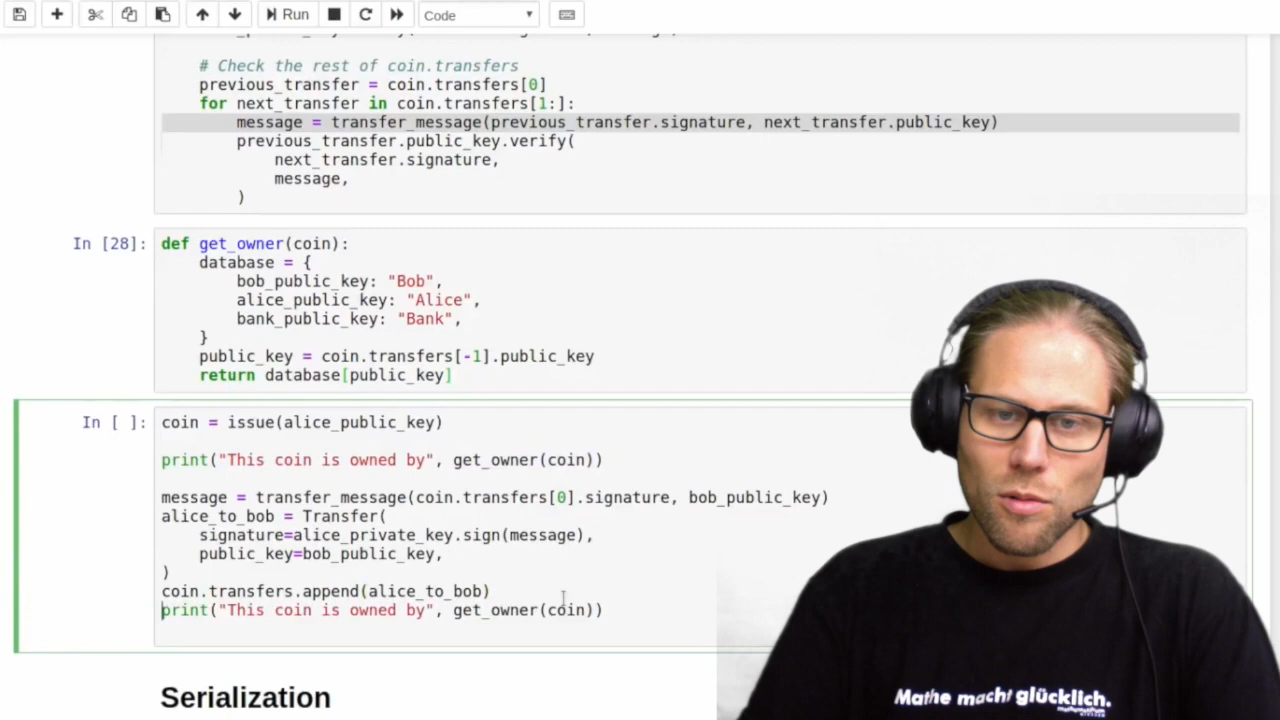 Run
Code
# Check the rest of coin.transfers
previous_transfer = coin.transfers[0]
for next_transfer in coin.transfers[1:]:
message = transfer_message(previous_transfer.signature, next_transfer.public_key)
previous_transfer.public_key.verify(
next_transfer.signature,
message,
)
In [28]:
def get_owner(coin):
database = {
bob_public_key: "Bob",
alice_public_key: "Alice",
bank_public_key: "Bank",
}
public_key = coin.transfers[-1].public_key
return database[public_key]
In [ ]:
coin = issue(alice_public_key)
print("This coin is owned by", get_owner(coin))
message = transfer_message(coin.transfers[0].signature, bob_public_key)
alice_to_bob = Transfer(
signature=alice_private_key.sign(message),
public_key=bob_public_key,
)
coin.transfers.append(alice_to_bob)
print("This coin is owned by", get_owner(coin))
Serialization
Mathe macht glücklich.